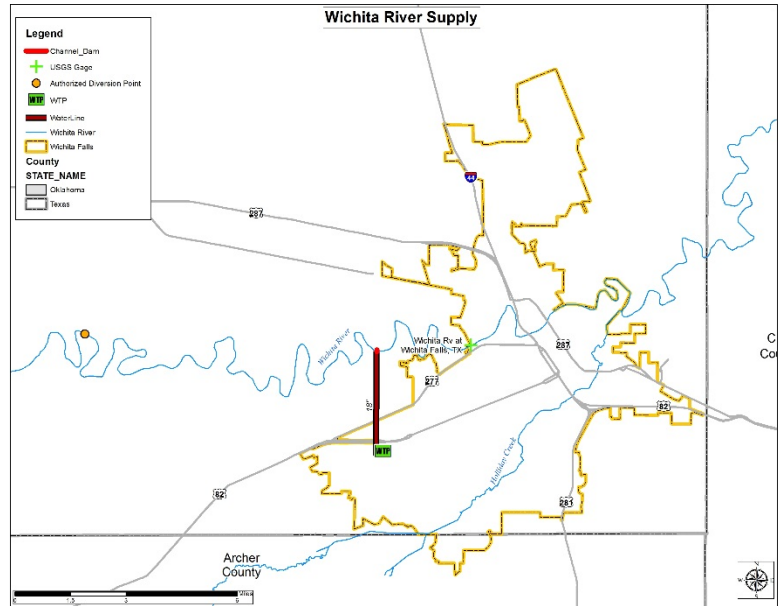 Wichita River Supply
Legend
Channel_Dam
USGS Gage
Authorized Diversion Point
WTP
WTP
WaterLine
Wichita River
Wichita Falls
County
STATE_NAME
Oklahoma
Texas
44
287
Wichita River
Wichita Rv at
Wichita Falls, TX
287
277
18"
82
WTP
82
Holliday Creek
281
Archer
County
C
Cou
N
W
E
S
0
1.5
3
6
Miles